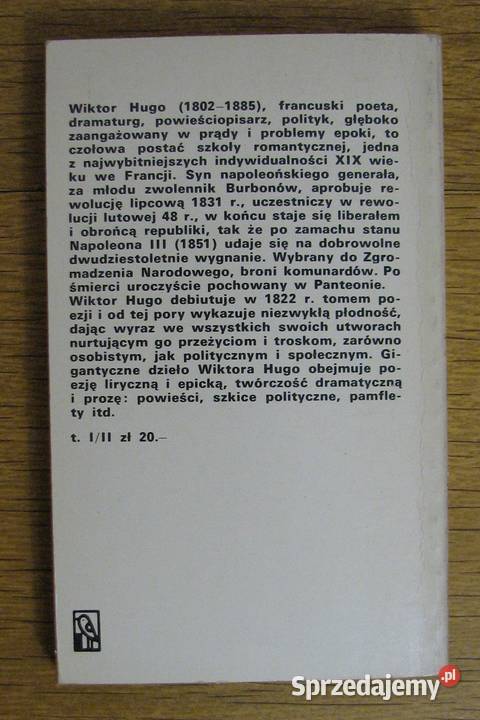 Wiktor Hugo (1802–1885), francuski poeta,
dramaturg, powieściopisarz, polityk, głęboko
zaangażowany w prądy i problemy epoki, to
czołowa postać szkoły romantycznej, jedna
z najwybitniejszych indywidualności XIX wie-
ku we Francji. Syn napoleońskiego generała,
za młodu zwolennik Burbonów, aprobuje re-
wolucję lipcową 1831 r., uczestniczy w rewo-
lucji lutowej 48 r., w końcu staje się liberałem
i obrońcą republiki, tak że po zamachu stanu
Napoleona III (1851) udaje się na dobrowolne
dwudziestoletnie wygnanie. Wybrany do Zgro-
madzenia Narodowego, broni komunardów. Po
śmierci uroczyście pochowany w Panteonie.
Wiktor Hugo debiutuje w 1822 r. tomem po-
ezji i od tej pory wykazuje niezwykłą płodność,
dając wyraz we wszystkich swoich utworach
nurtującym go przeżyciom i troskom, zarówno
osobistym, jak politycznym i społecznym. Gi-
gantyczne dzieło Wiktora Hugo obejmuje po-
ezję liryczną i epicką, twórczość dramatyczną
i prozę: powieści, szkice polityczne, pamfle-
ty itd.
t. I/II zł 20.–
Sprzedajemy.pl